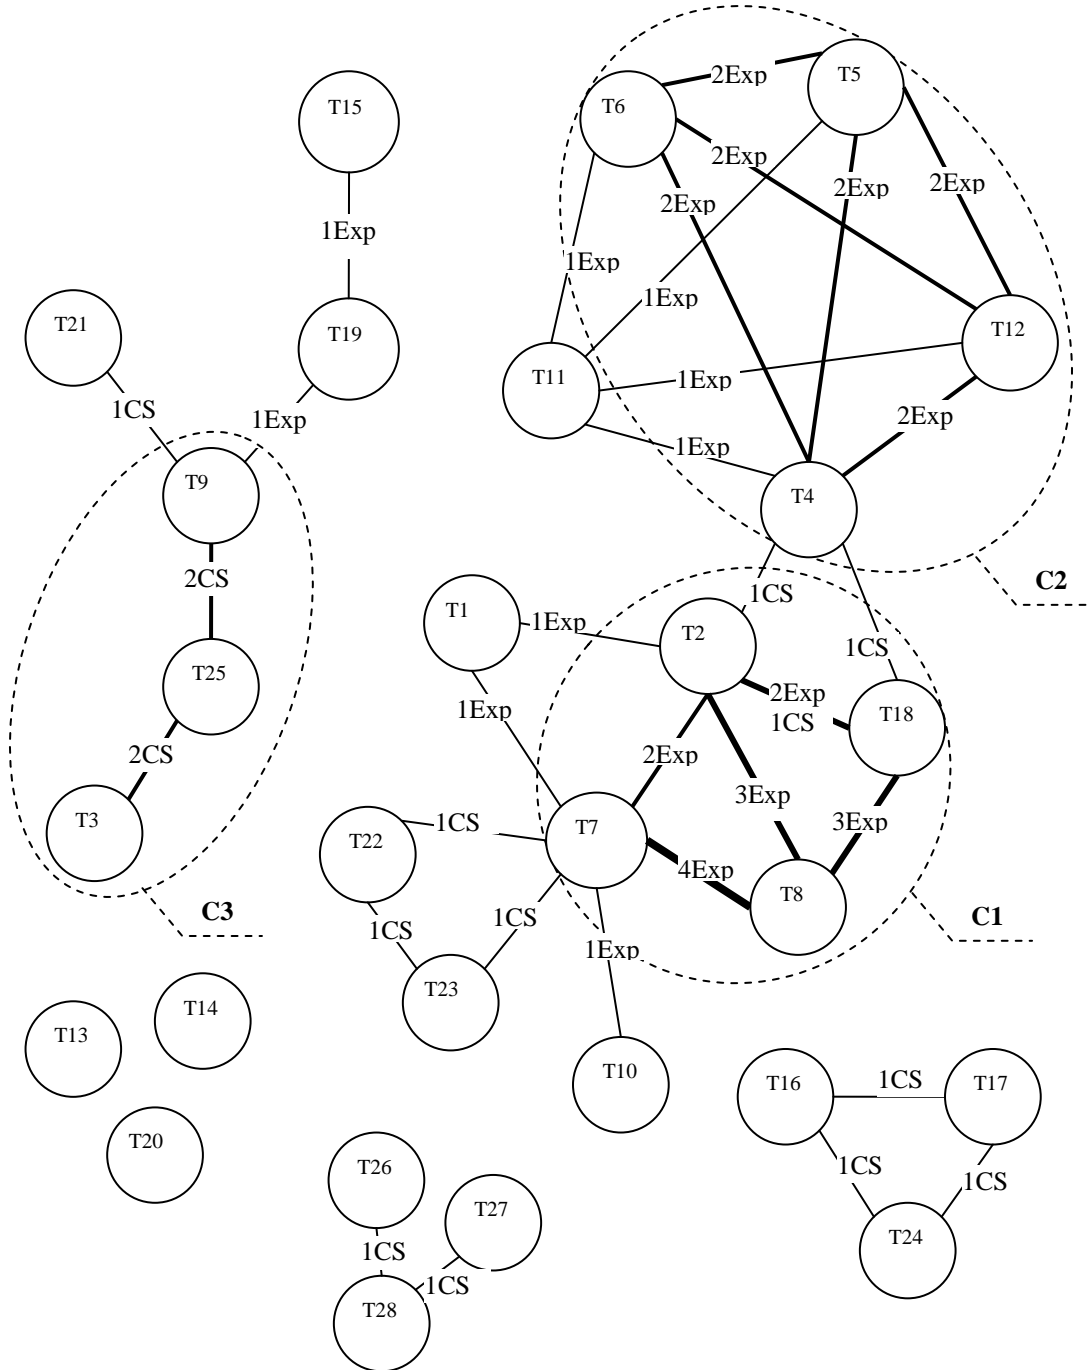 T5
2Exp
T6
T15
2Exp
2Exp
2Exp
2Exp
1Exp
1Exp
1Exp
T21
T19
T12
T11
1Exp
1CS
1Exp
2Exp
1Exp
T9
T4
2CS
C2
1CS
T1
1Exp
T2
1CS
T25
2Exp
1Exp
T18
1CS
2CS
2Exp
3Exp
T3
1CS
T7
3Exp
T22
4Exp
T8
C3
1CS
C1
1CS
1Exp
T23
T14
T13
T10
T16
1CS
T17
T20
T26
1CS
1CS
T27
T24
1CS
1CS
T28